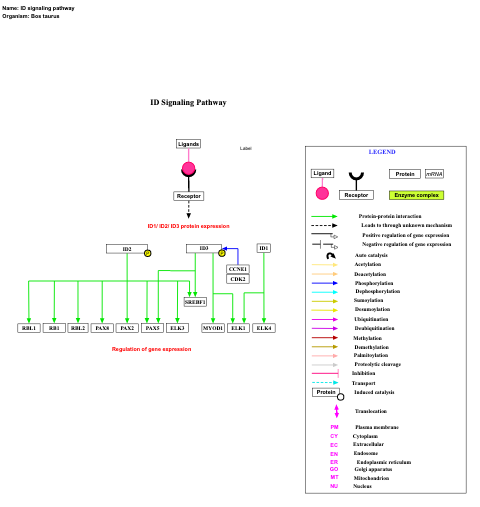 Name: ID signaling pathway
Organism: Bos taurus
ID Signaling Pathway
Ligands
Label
Receptor
ID1/ ID2/ ID3 protein expression
ID2
P
ID3
P
ID1
CCNE1
CDK2
SREBF1
RBL1
RB1
RBL2
PAX8
PAX2
PAX5
ELK3
MYOD1
ELK1
ELK4
Regulation of gene expression
LEGEND
Ligand
Receptor
Protein
mRNA
Enzyme complex
Protein-protein interaction
Leads to through unknown mechanism
Positive regulation of gene expression
Negative regulation of gene expression
Auto catalysis
Acetylation
Deacetylation
Phosphorylation
Dephosphorylation
Sumoylation
Desumoylation
Ubiquitination
Deubiquitination
Methylation
Demethylation
Palmitoylation
Proteolytic cleavage
Inhibition
Transport
Protein
Induced catalysis
Translocation
PM Plasma membrane
CY Cytoplasm
EC Extracellular
EN Endosome
ER Endoplasmic reticulum
GO Golgi apparatus
MT Mitochondrion
NU Nucleus